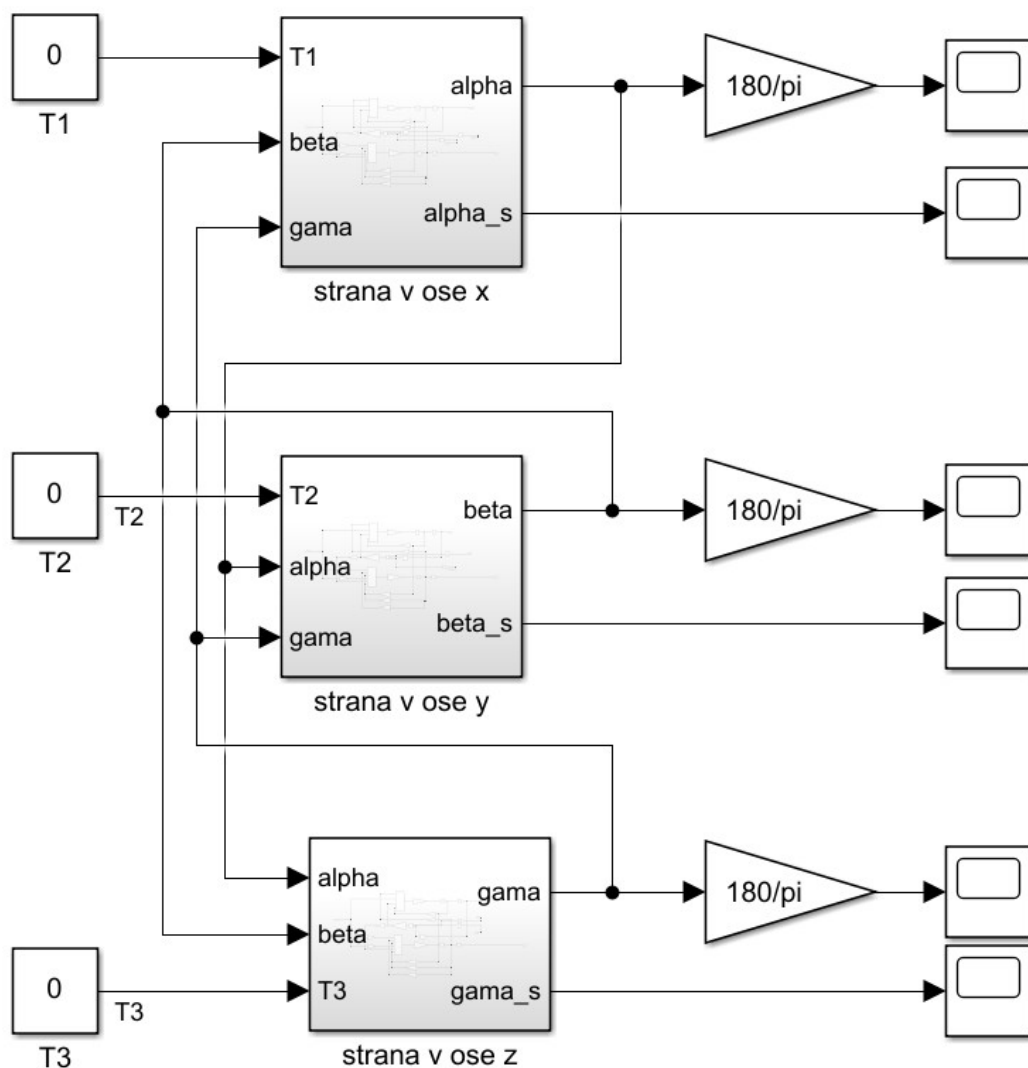 0
T1
T1
beta
gama
alpha
alpha_s
strana v ose x
180/pi
0
T2
T2
T2
alpha
gama
beta
beta_s
strana v ose y
180/pi
0
T3
T3
alpha
beta
T3
gama
gama_s
strana v ose z
180/pi